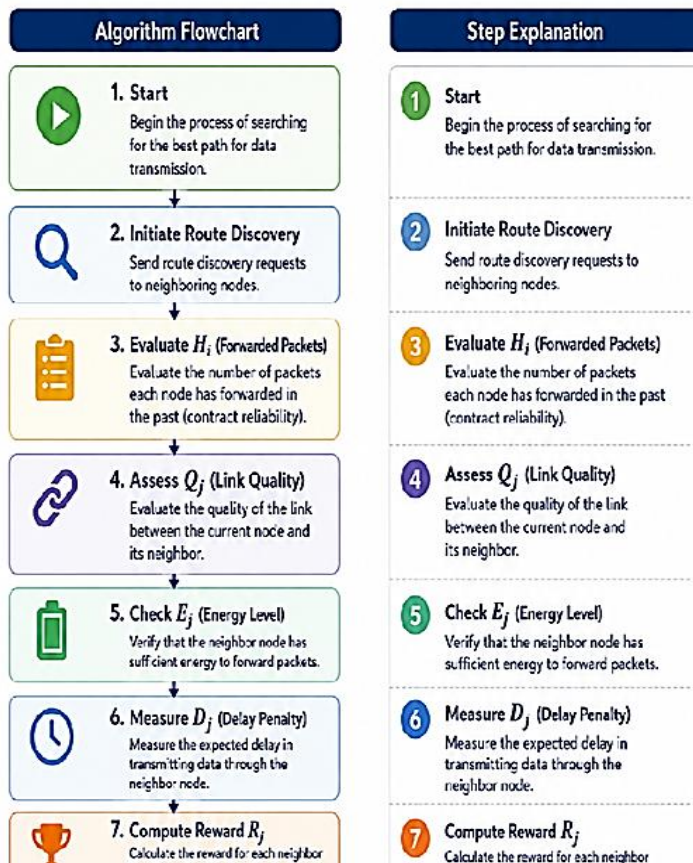 Algorithm Flowchart
1. Start
Begin the process of searching
for the best path for data
transmission.
2. Initiate Route Discovery
Send route discovery requests
to neighboring nodes.
3. Evaluate H_i (Forwarded Packets)
Evaluate the number of packets
each node has forwarded in
the past (contract reliability).
4. Assess Q_j (Link Quality)
Evaluate the quality of the link
between the current node and
its neighbor.
5. Check E_j (Energy Level)
Verify that the neighbor node has
sufficient energy to forward packets.
6. Measure D_j (Delay Penalty)
Measure the expected delay in
transmitting data through the
neighbor node.
7. Compute Reward R_j
Calculate the reward for each neighbor
Step Explanation
1 Start
Begin the process of searching for
the best path for data transmission.
2 Initiate Route Discovery
Send route discovery requests to
neighboring nodes.
3 Evaluate H_i (Forwarded Packets)
Evaluate the number of packets
each node has forwarded in the past
(contract reliability).
4 Assess Q_j (Link Quality)
Evaluate the quality of the link
between the current node and
its neighbor.
5 Check E_j (Energy Level)
Verify that the neighbor node has
sufficient energy to forward packets.
6 Measure D_j (Delay Penalty)
Measure the expected delay in
transmitting data through the
neighbor node.
7 Compute Reward R_j
Calculate the reward for each neighbor